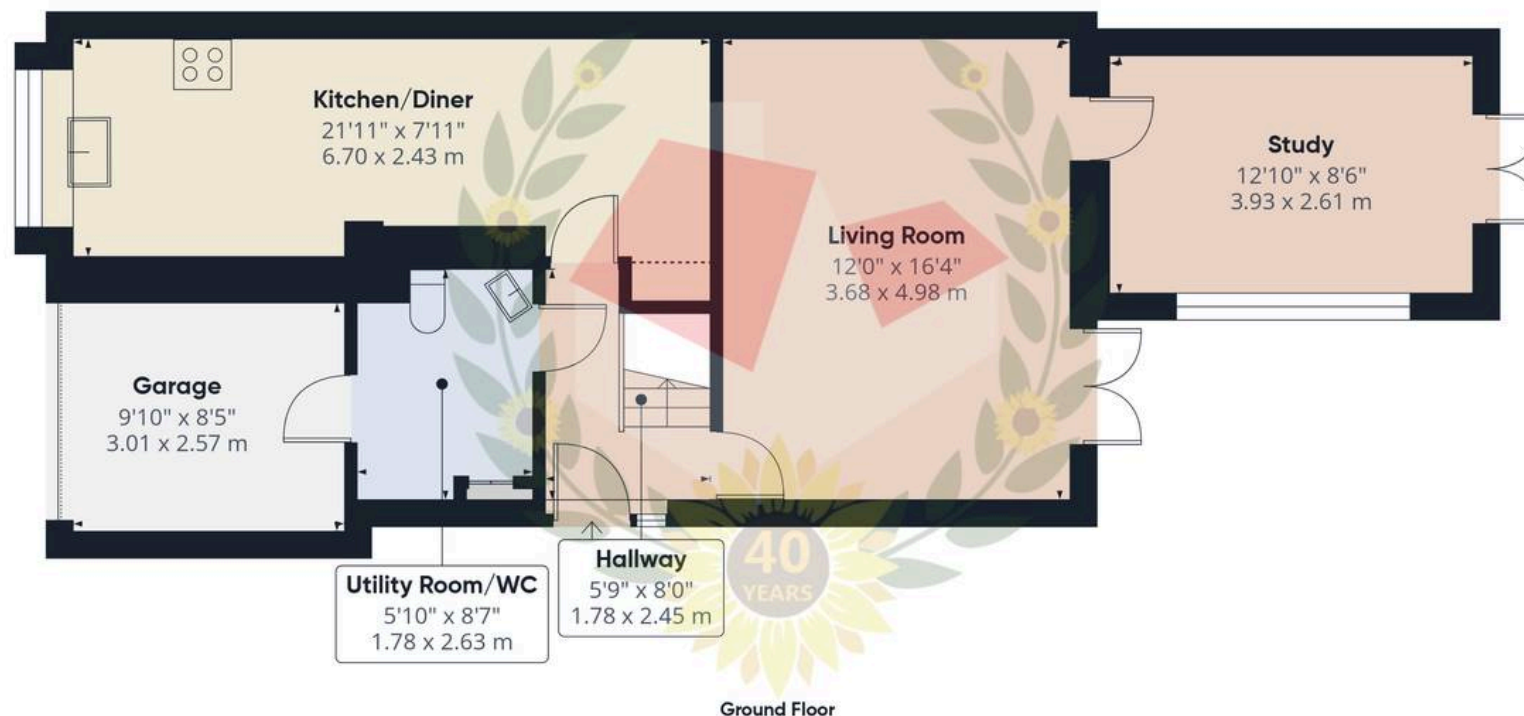 Kitchen/Diner
21'11" x 7'11"
6.70 x 2.43 m
Living Room
12'0" x 16'4"
3.68 x 4.98 m
Study
12'10" x 8'6"
3.93 x 2.61 m
Garage
9'10" x 8'5"
3.01 x 2.57 m
Utility Room/WC
5'10" x 8'7"
1.78 x 2.63 m
Hallway
5'9" x 8'0"
1.78 x 2.45 m
40
YEARS
Ground Floor